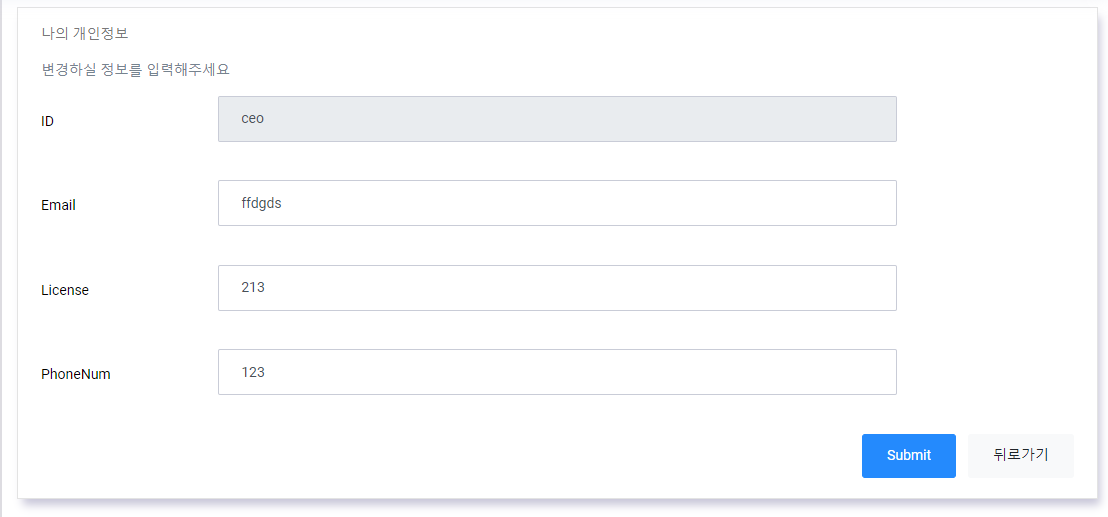 나의 개인정보
변경하실 정보를 입력해주세요
ID
ceo
Email
ffdgds
License
213
PhoneNum
123
Submit
뒤로가기